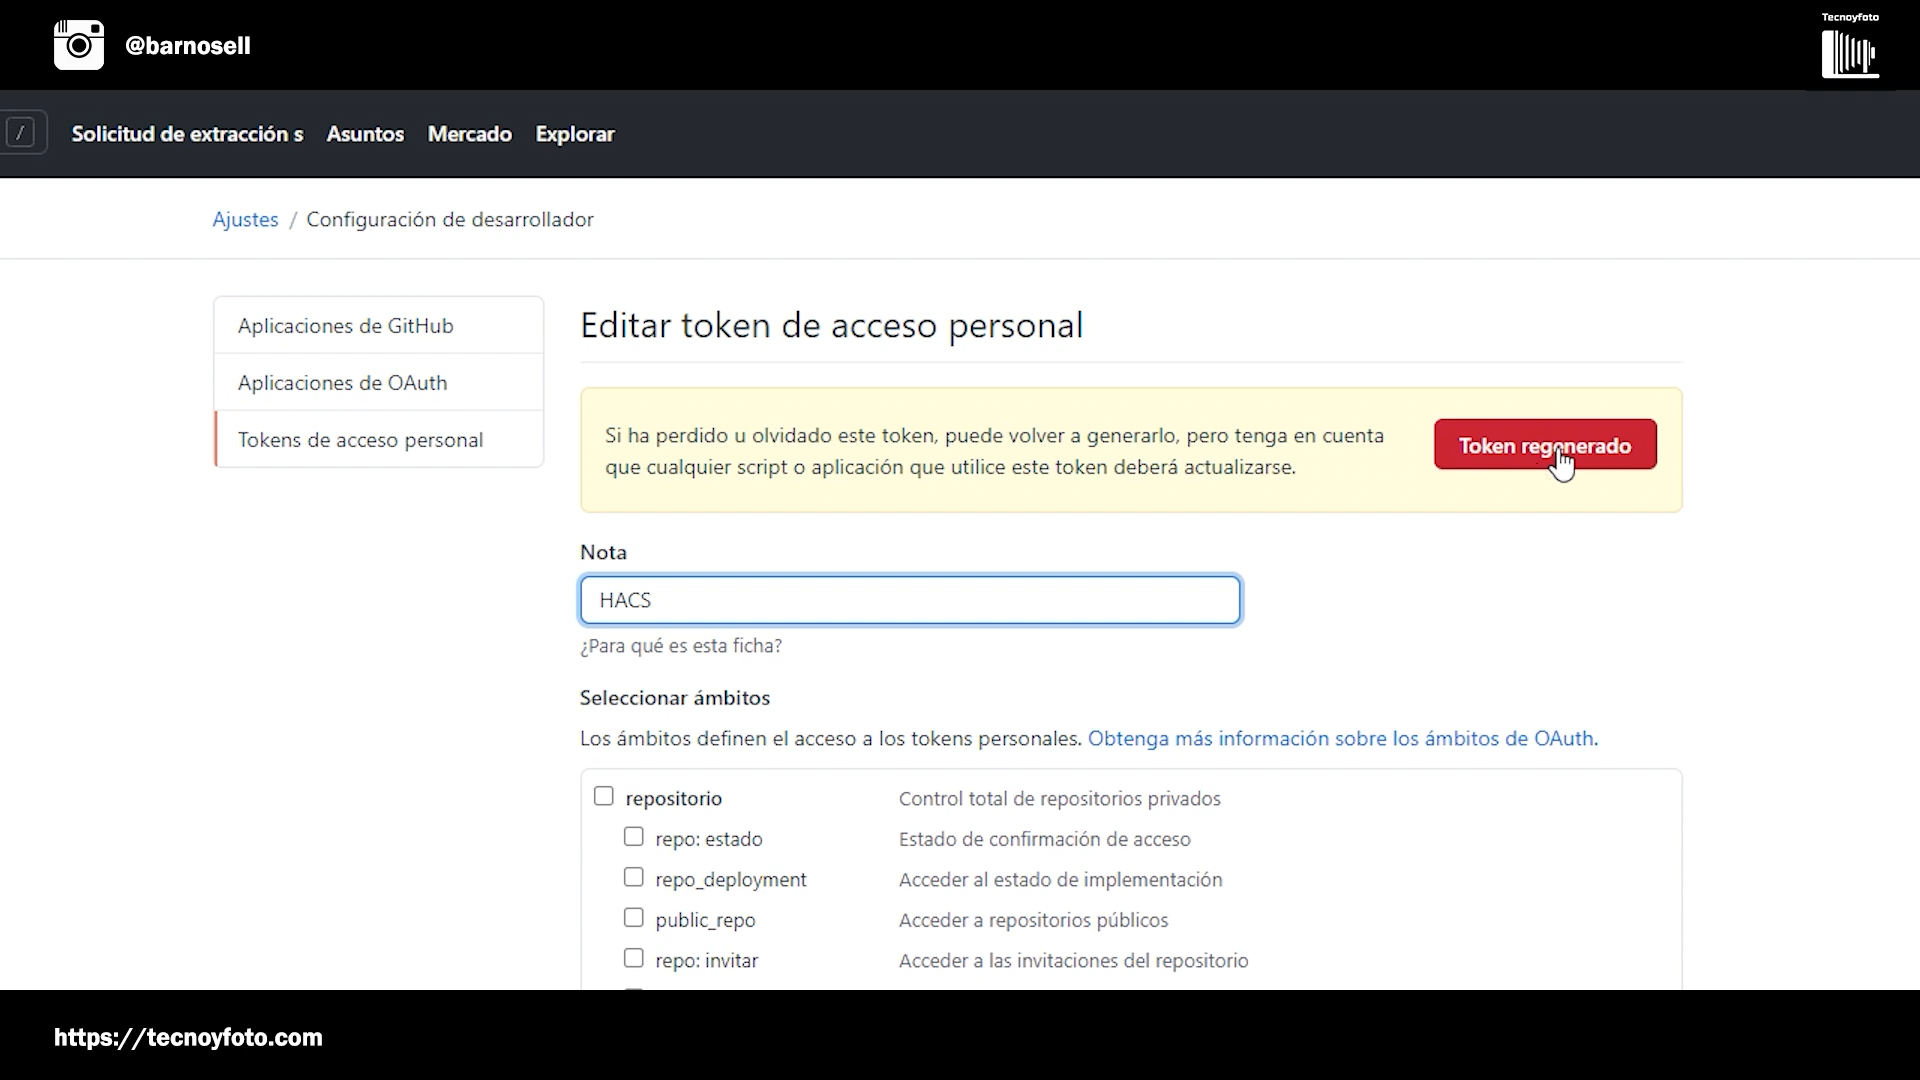 @barnosell
Tecnoyfoto
/
Solicitud de extracción s Asuntos Mercado Explorar
Ajustes / Configuración de desarrollador
Aplicaciones de GitHub
Aplicaciones de OAuth
Tokens de acceso personal
Editar token de acceso personal
Si ha perdido u olvidado este token, puede volver a generarlo, pero tenga en cuenta
que cualquier script o aplicación que utilice este token deberá actualizarse.
Token regenerado
Nota
HACS
¿Para qué es esta ficha?
Seleccionar ámbitos
Los ámbitos definen el acceso a los tokens personales. Obtenga más información sobre los ámbitos de OAuth.
repositorio Control total de repositorios privados
repo: estado Estado de confirmación de acceso
repo_deployment Acceder al estado de implementación
public_repo Acceder a repositorios públicos
repo: invitar Acceder a las invitaciones del repositorio
https://tecnoyfoto.com